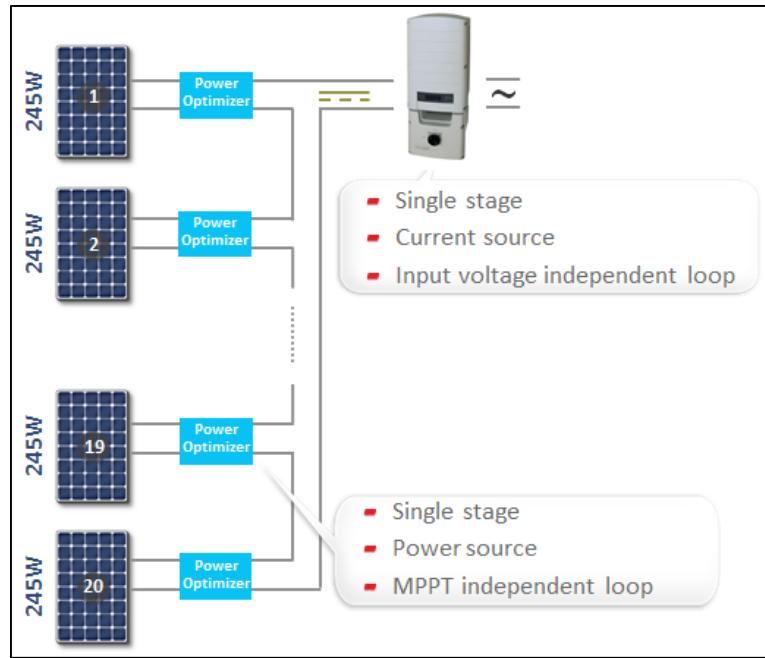 245W
1
Power
Optimizer
~
245W
2
Power
Optimizer
Single stage
Current source
Input voltage independent loop
245W
19
Power
Optimizer
245W
20
Power
Optimizer
Single stage
Power source
MPPT independent loop